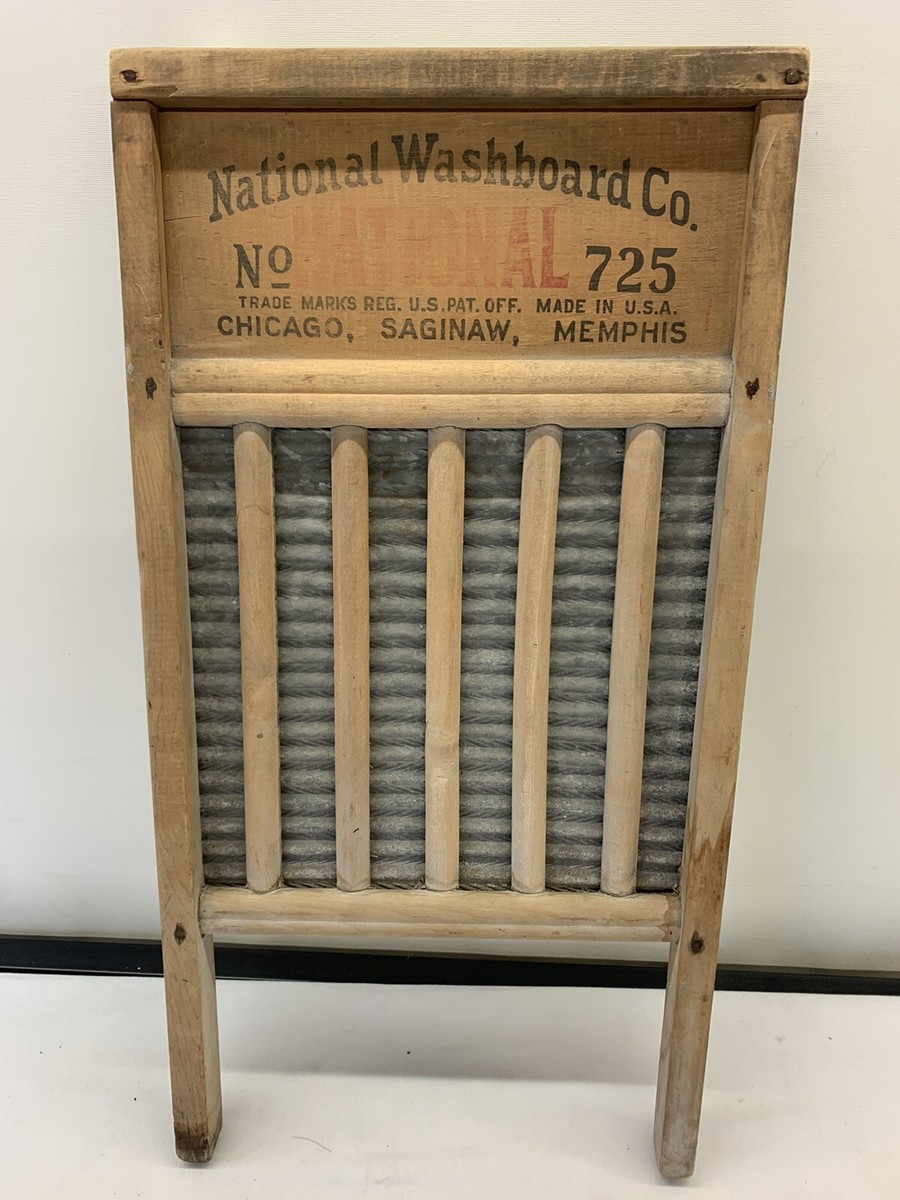 National Washboard Co.
No NATIONAL 725
TRADE MARKS REG. U.S. PAT. OFF. MADE IN U.S.A.
CHICAGO, SAGINAW, MEMPHIS